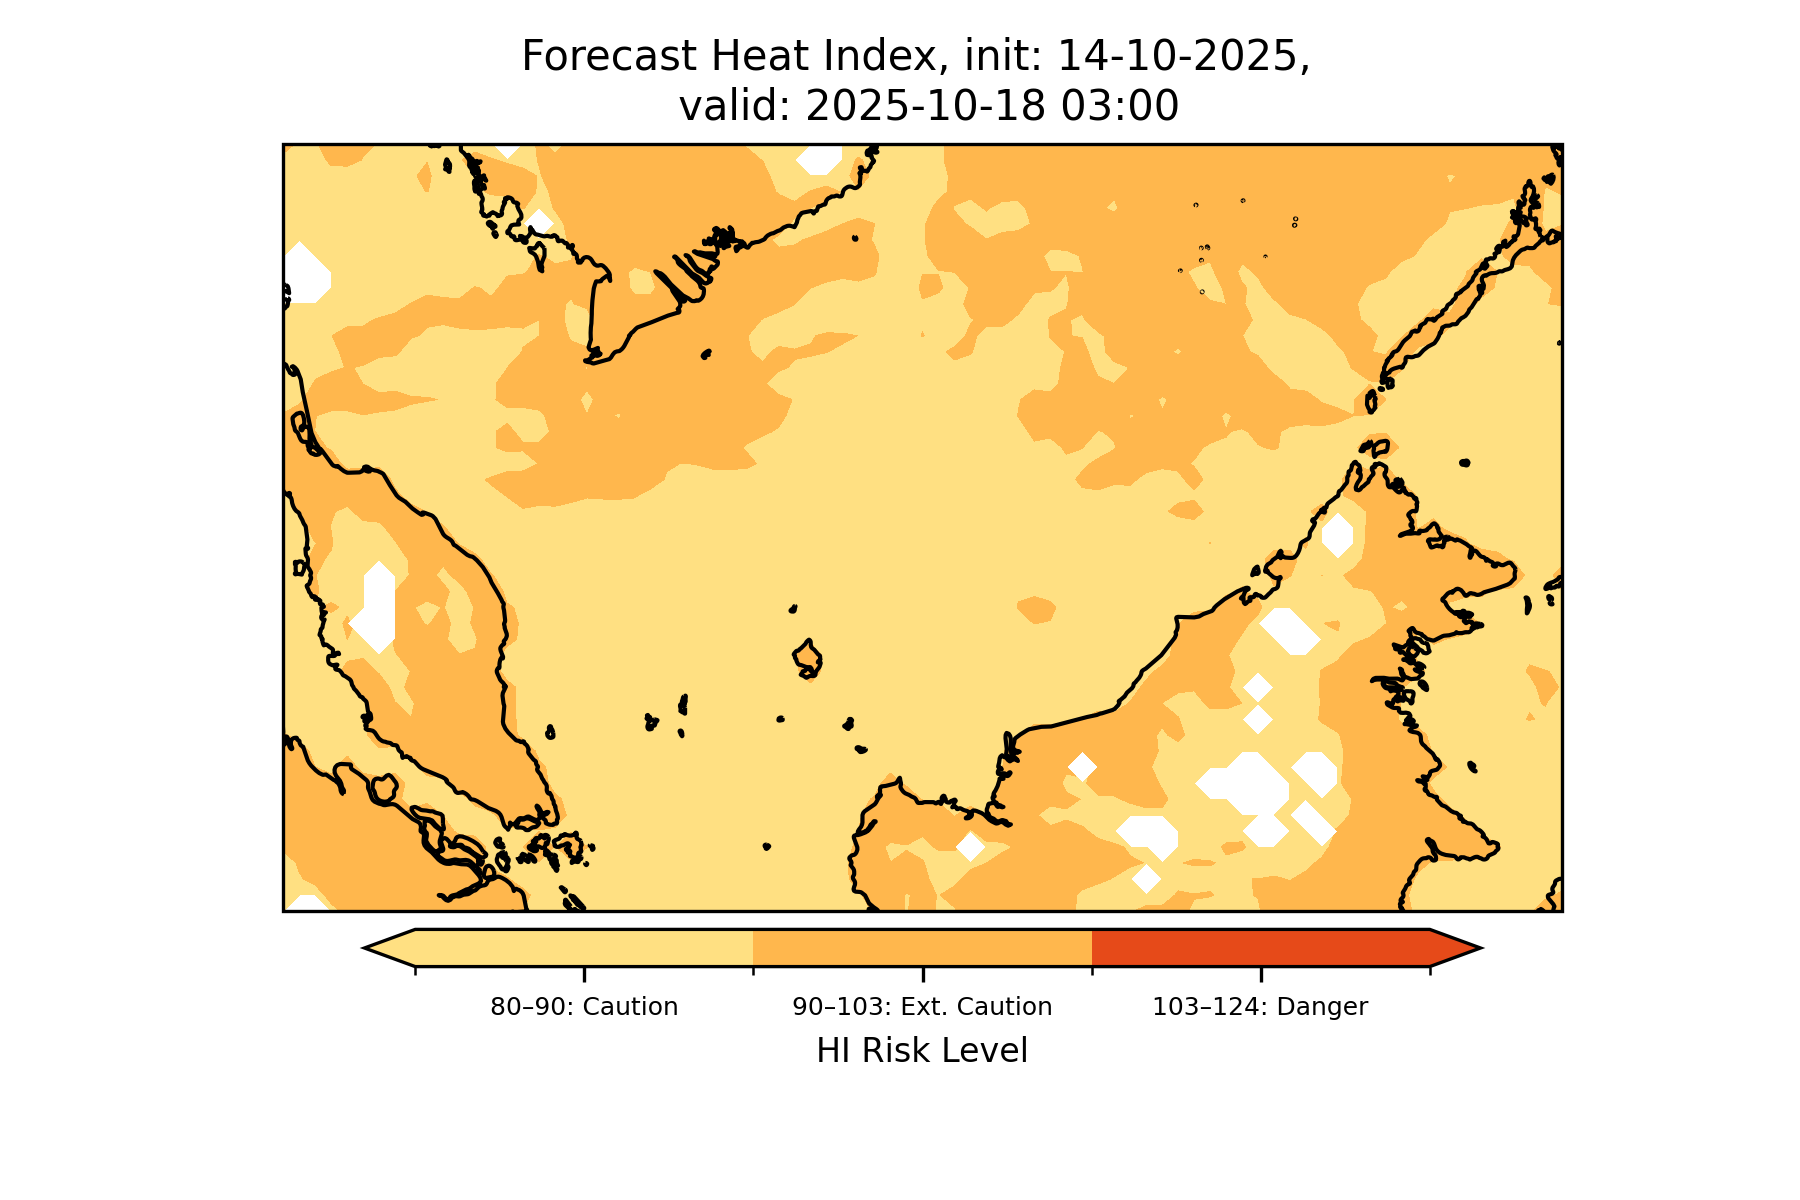 Forecast Heat Index, init: 14-10-2025,
valid: 2025-10-18 03:00
80–90: Caution
90–103: Ext. Caution
103–124: Danger
HI Risk Level